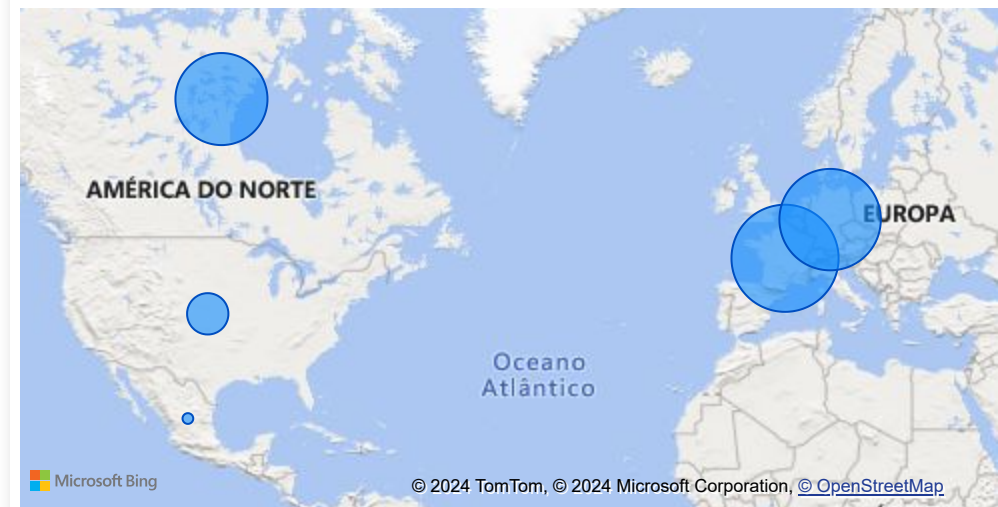 AMÉRICA DO NORTE
EUROPA
Oceano
Atlântico
Microsoft Bing
© 2024 TomTom, © 2024 Microsoft Corporation, © OpenStreetMap